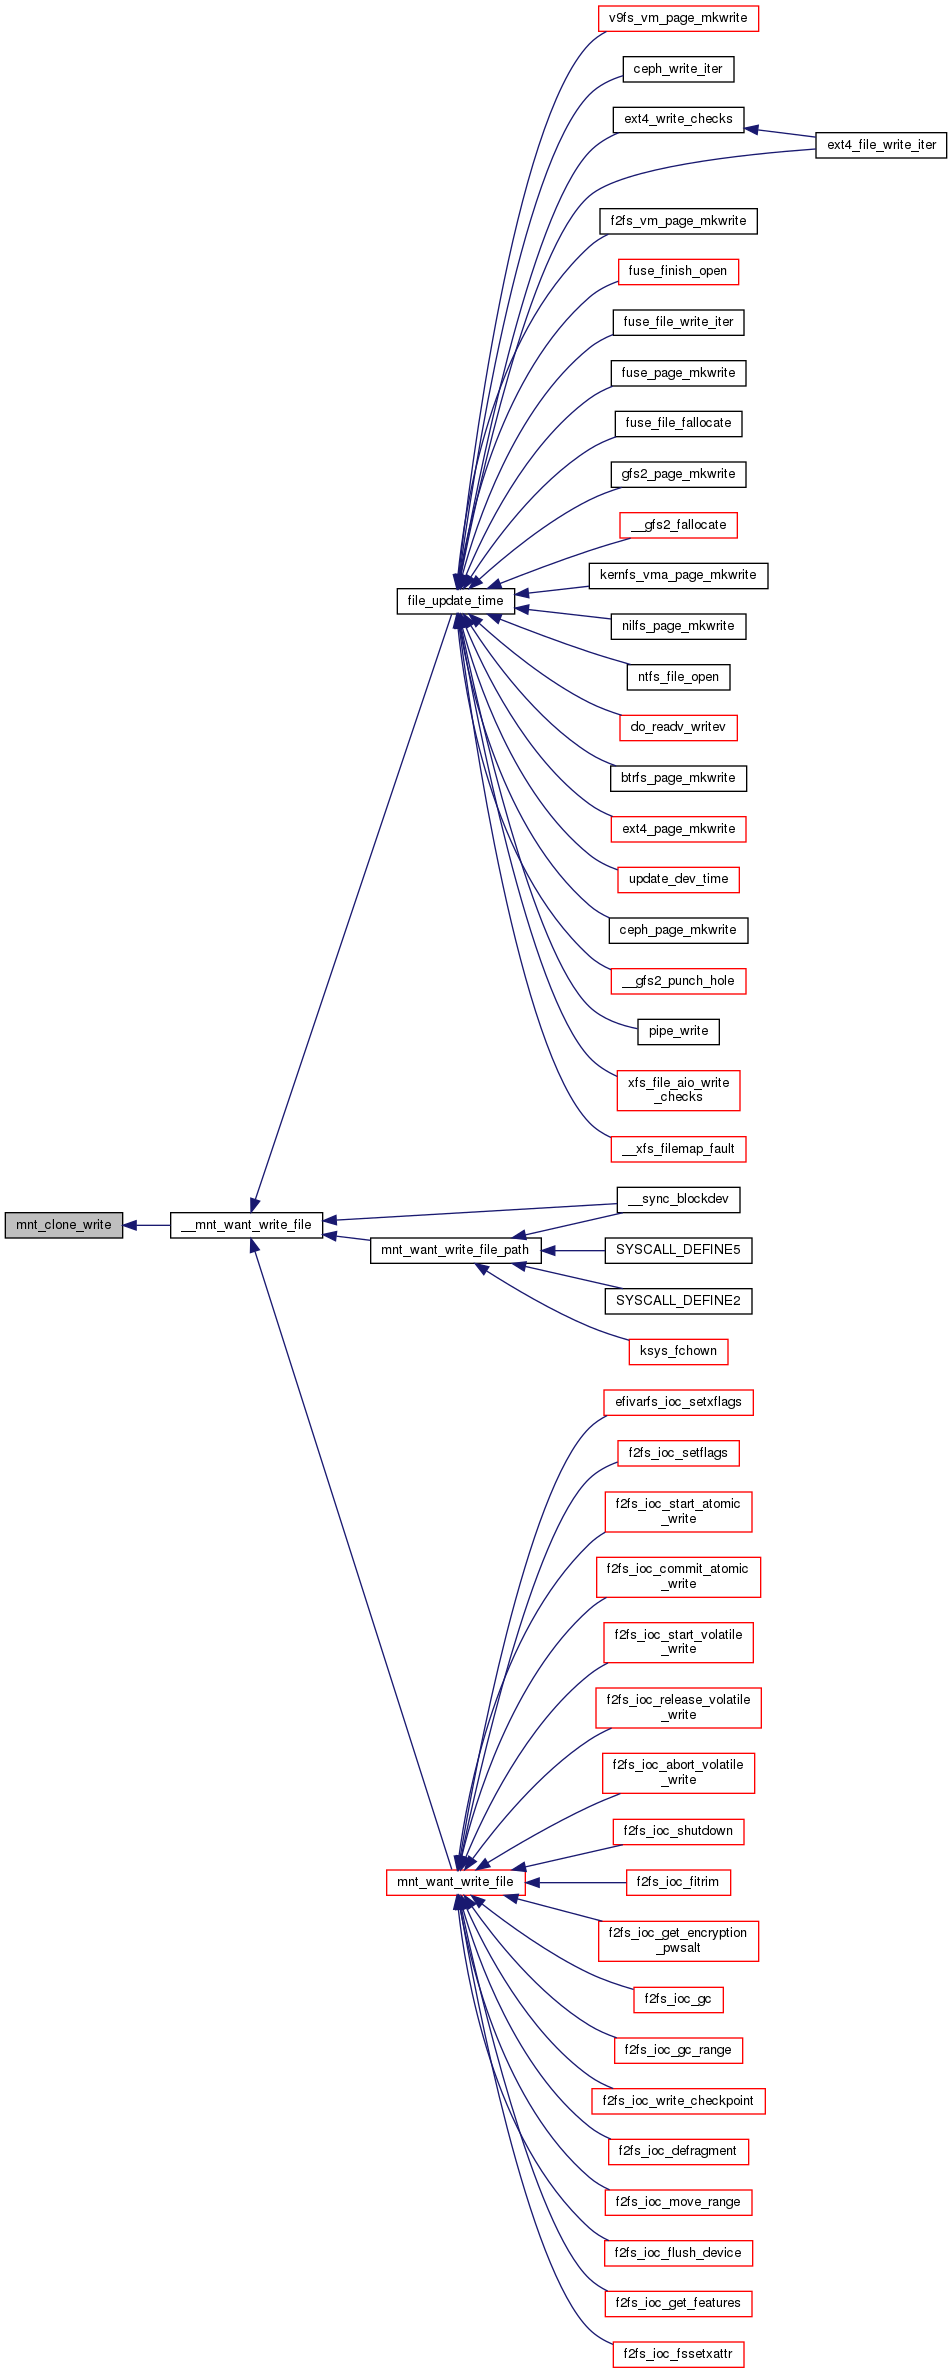 v9fs_vm_page_mkwrite
ceph_write_iter
ext4_write_checks
ext4_file_write_iter
f2fs_vm_page_mkwrite
fuse_finish_open
fuse_file_write_iter
fuse_page_mkwrite
fuse_file_fallocate
gfs2_page_mkwrite
__gfs2_fallocate
kernfs_vma_page_mkwrite
file_update_time
nilfs_page_mkwrite
ntfs_file_open
do_readv_writev
btrfs_page_mkwrite
ext4_page_mkwrite
update_dev_time
ceph_page_mkwrite
__gfs2_punch_hole
pipe_write
xfs_file_aio_write
_checks
__xfs_filemap_fault
__sync_blockdev
mnt_clone_write
__mnt_want_write_file
mnt_want_write_file_path
SYSCALL_DEFINE5
SYSCALL_DEFINE2
ksys_fchown
efivarfs_ioc_setxflags
f2fs_ioc_setflags
f2fs_ioc_start_atomic
_write
f2fs_ioc_commit_atomic
_write
f2fs_ioc_start_volatile
_write
f2fs_ioc_release_volatile
_write
f2fs_ioc_abort_volatile
_write
f2fs_ioc_shutdown
mnt_want_write_file
f2fs_ioc_fitrim
f2fs_ioc_get_encryption
_pwsalt
f2fs_ioc_gc
f2fs_ioc_gc_range
f2fs_ioc_write_checkpoint
f2fs_ioc_defragment
f2fs_ioc_move_range
f2fs_ioc_flush_device
f2fs_ioc_get_features
f2fs_ioc_fssetxattr